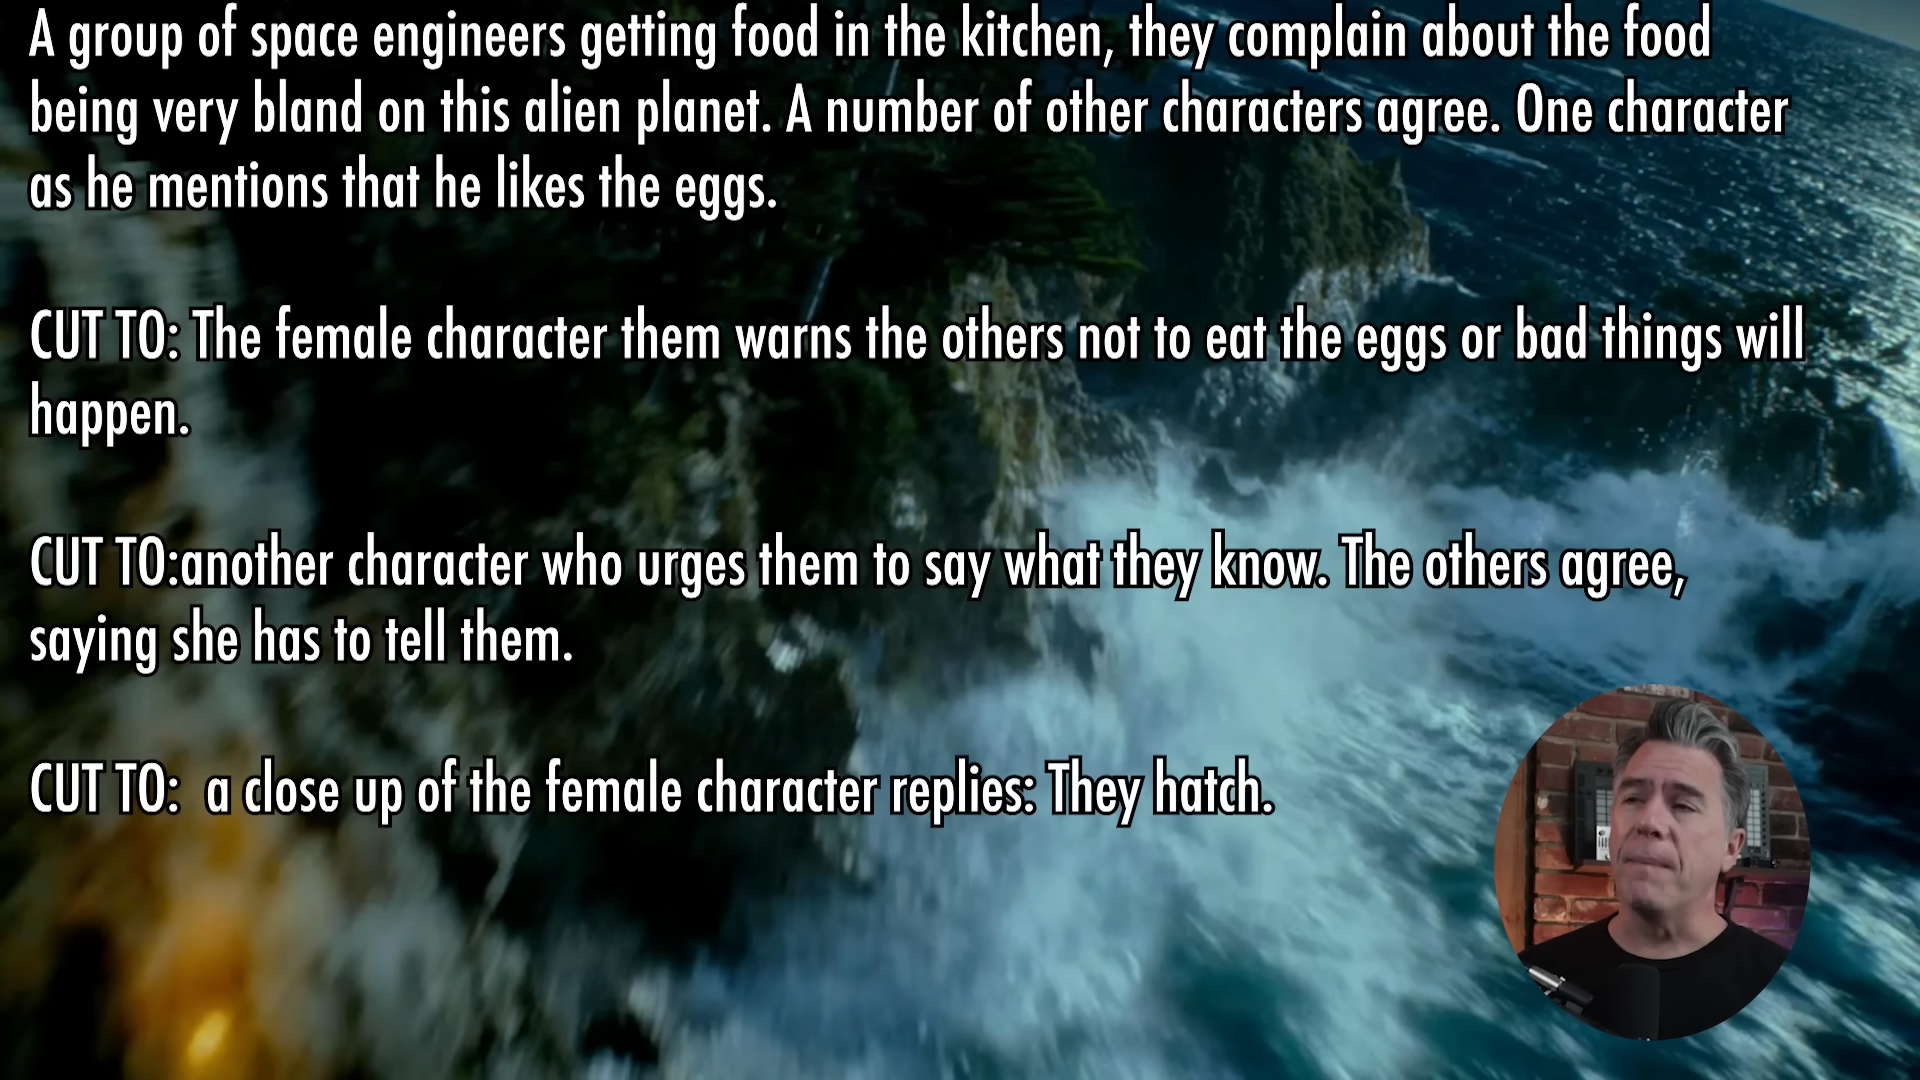 A group of space engineers getting food in the kitchen, they complain about the food
being very bland on this alien planet. A number of other characters agree. One character
as he mentions that he likes the eggs.
CUT TO: The female character them warns the others not to eat the eggs or bad things will
happen.
CUT TO:another character who urges them to say what they know. The others agree,
saying she has to tell them.
CUT TO:  a close up of the female character replies: They hatch.